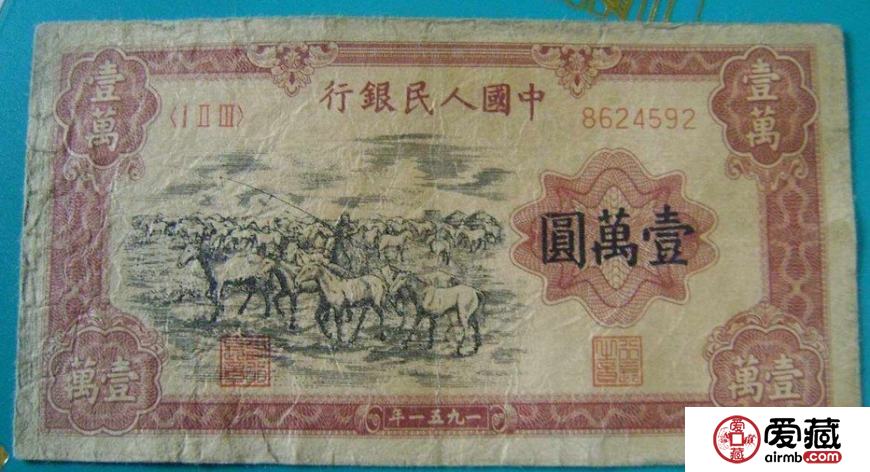 中國人民銀行
〈I II III〉
8624592
壹萬
壹萬
壹萬圓
壹萬
壹萬
一九五一年
爱藏
airmb.com